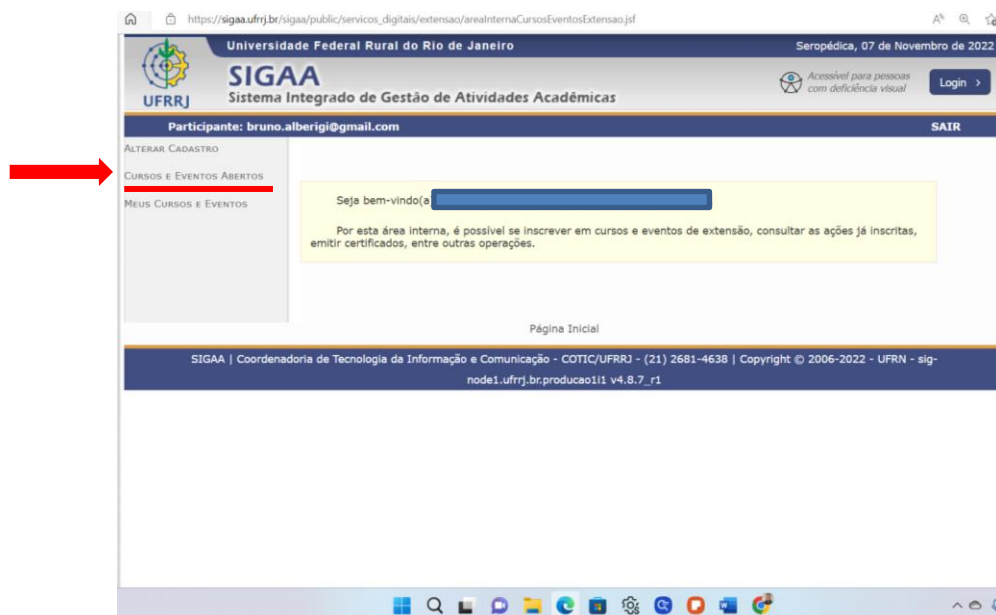 https://sigaa.ufrrj.br/sigaa/public/servicos_digitais/extensao/areaInternaCursosEventosExtensao.jsf
Universidade Federal Rural do Rio de Janeiro
Seropédica, 07 de Novembro de 2022
UFRRJ
SIGAA
Sistema Integrado de Gestão de Atividades Acadêmicas
Acessível para pessoas
com deficiência visual
Login >
Participante: bruno.alberigi@gmail.com
SAIR
Alterar Cadastro
Cursos e Eventos Abertos
Meus Cursos e Eventos
Seja bem-vindo(a
Por esta área interna, é possível se inscrever em cursos e eventos de extensão, consultar as ações já inscritas,
emitir certificados, entre outras operações.
Página Inicial
SIGAA | Coordenadoria de Tecnologia da Informação e Comunicação - COTIC/UFRRJ - (21) 2681-4638 | Copyright © 2006-2022 - UFRN - sig-
node1.ufrrj.br.producao1i1 v4.8.7_r1